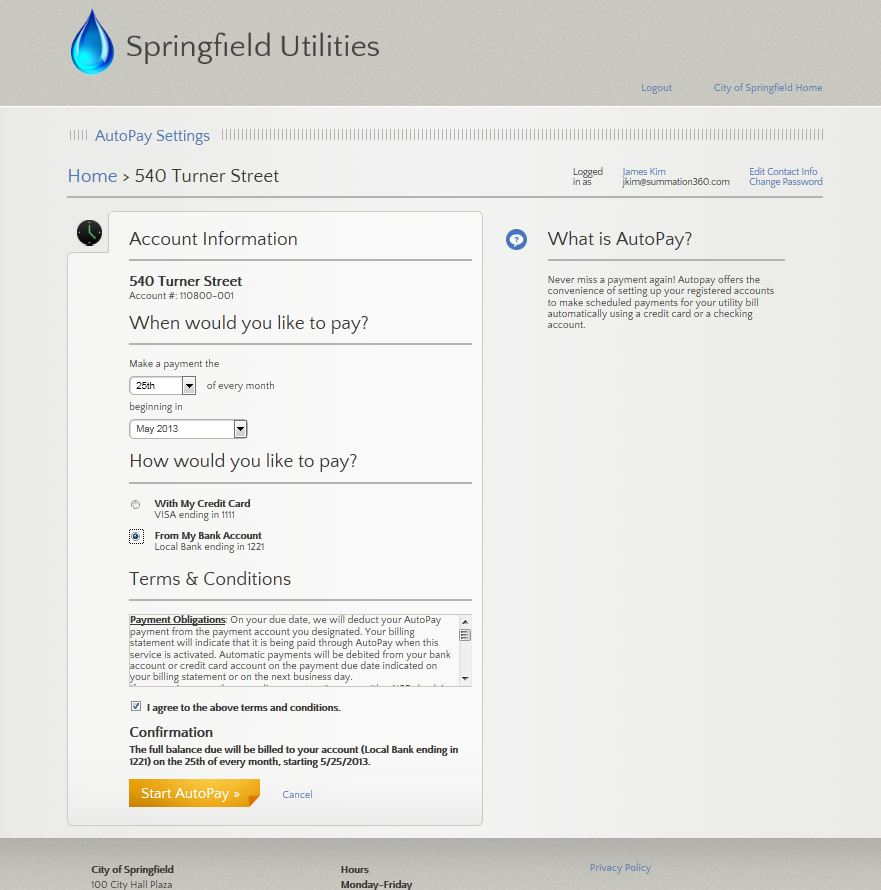 Springfield Utilities
Logout
City of Springfield Home
AutoPay Settings
Home > 540 Turner Street
Logged
in as
James Kim
jkim@summation360.com
Edit Contact Info
Change Password
Account Information
540 Turner Street
Account #: 110800-001
When would you like to pay?
Make a payment the
25th
of every month
beginning in
May 2013
How would you like to pay?
With My Credit Card
VISA ending in 1111
From My Bank Account
Local Bank ending in 1221
Terms & Conditions
Payment Obligations: On your due date, we will deduct your AutoPay
payment from the payment account you designated. Your billing
statement will indicate that it is being paid through AutoPay when this
service is activated. Automatic payments will be debited from your bank
account or credit card account on the payment due date indicated on
your billing statement or on the next business day.
I agree to the above terms and conditions.
Confirmation
The full balance due will be billed to your account (Local Bank ending in
1221) on the 25th of every month, starting 5/25/2013.
Start AutoPay »
Cancel
?
What is AutoPay?
Never miss a payment again! Autopay offers the
convenience of setting up your registered accounts
to make scheduled payments for your utility bill
automatically using a credit card or a checking
account.
City of Springfield
100 City Hall Plaza
Hours
Monday-Friday
Privacy Policy